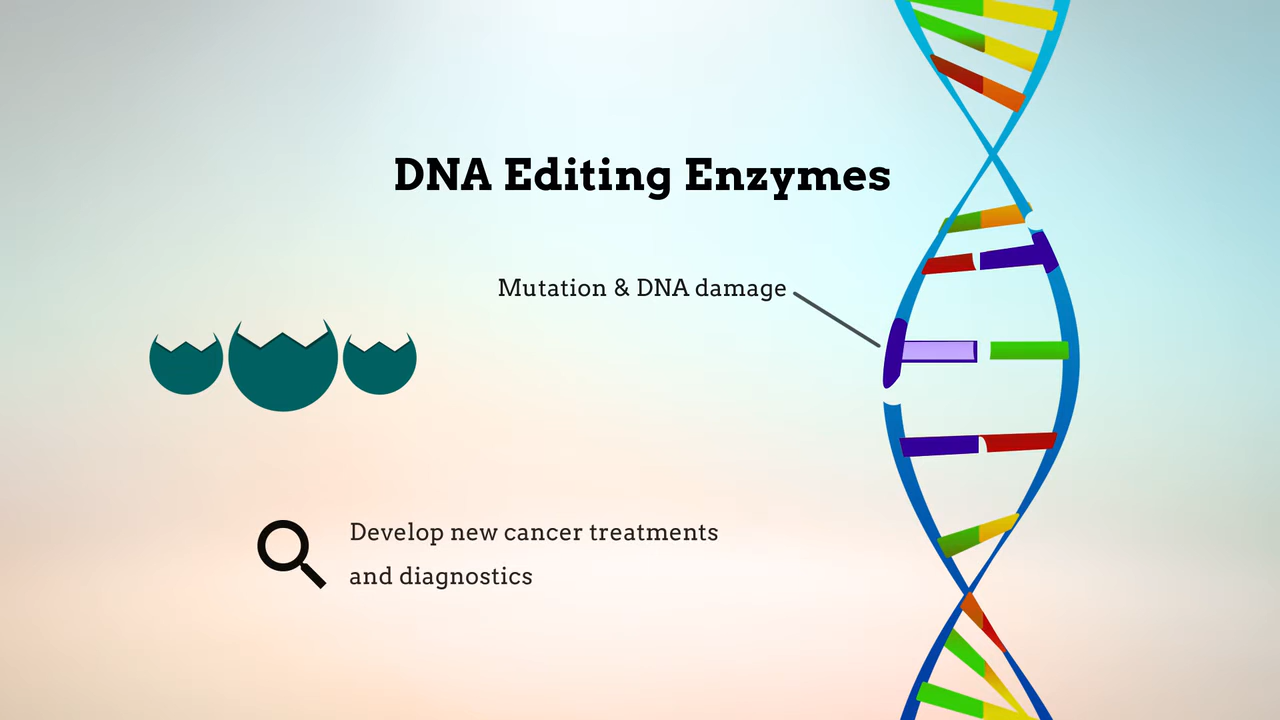 DNA Editing Enzymes
Mutation & DNA damage
Develop new cancer treatments
and diagnostics